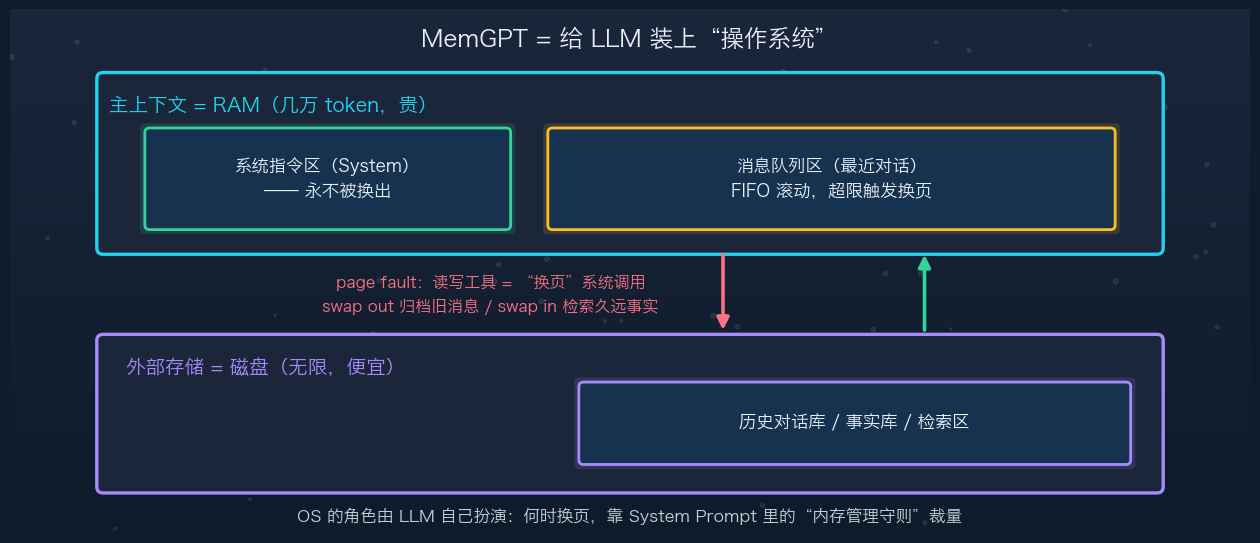 MemGPT = 给 LLM 装上“操作系统”
主上下文 = RAM（几万 token，贵）
系统指令区（System）
—— 永不被换出
消息队列区（最近对话）
FIFO 滚动，超限触发换页
page fault：读写工具 = “换页”系统调用
swap out 归档旧消息 / swap in 检索久远事实
外部存储 = 磁盘（无限，便宜）
历史对话库 / 事实库 / 检索区
OS 的角色由 LLM 自己扮演：何时换页，靠 System Prompt 里的“内存管理守则”裁量